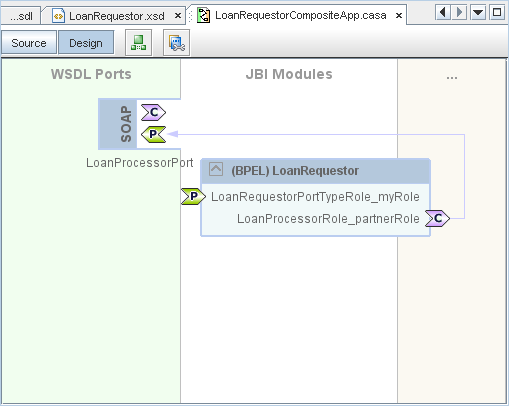 ...sdl LoanRequestor.xsd LoanRequestorCompositeApp.casa
Source Design
WSDL Ports JBI Modules ...
SOAP
C
P
LoanProcessorPort
(BPEL) LoanRequestor
P LoanRequestorPortTypeRole_myRole
LoanProcessorRole_partnerRole C